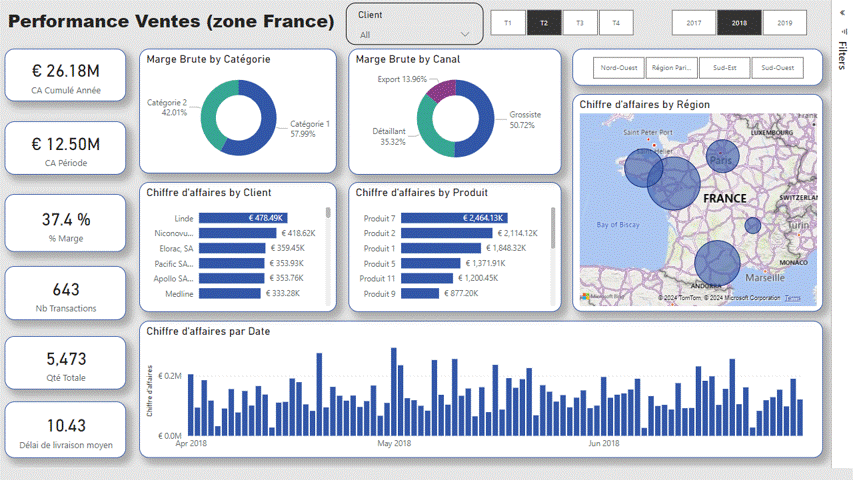 Performance Ventes (zone France)
Client
All
T1
T2
T3
T4
2017
2018
2019
Filters
€ 26.18M
CA Cumulé Année
€ 12.50M
CA Période
37.4 %
% Marge
643
Nb Transactions
5,473
Qté Totale
10.43
Délai de livraison moyen
Marge Brute by Catégorie
Catégorie 2
42.01%
Catégorie 1
57.99%
Marge Brute by Canal
Export 13.96%
Grossiste
50.72%
Détaillant
35.32%
Nord-Ouest
Région Pari...
Sud-Est
Sud-Ouest
Chiffre d'affaires by Région
Saint Peter Port
Saint Helier
LUXEMBOURG
Paris
FRANCE
SWITZERLAN
Bay of Biscay
Turin
MONACO
Marseille
ANDORRA
© 2024 TomTom, © 2024 Microsoft Corporation Terms
Chiffre d'affaires by Client
Linde € 478.49K
Niconovu... € 418.62K
Elorac, SA € 359.45K
Pacific SA... € 353.93K
Apollo SA... € 353.76K
Medline € 333.28K
Chiffre d'affaires by Produit
Produit 7 € 2,464.13K
Produit 2 € 2,114.12K
Produit 1 € 1,848.32K
Produit 5 € 1,371.91K
Produit 11 € 1,200.45K
Produit 9 € 877.20K
Chiffre d'affaires par Date
Chiffre d'affaires
€ 0.2M
€ 0.0M
Apr 2018
May 2018
Jun 2018